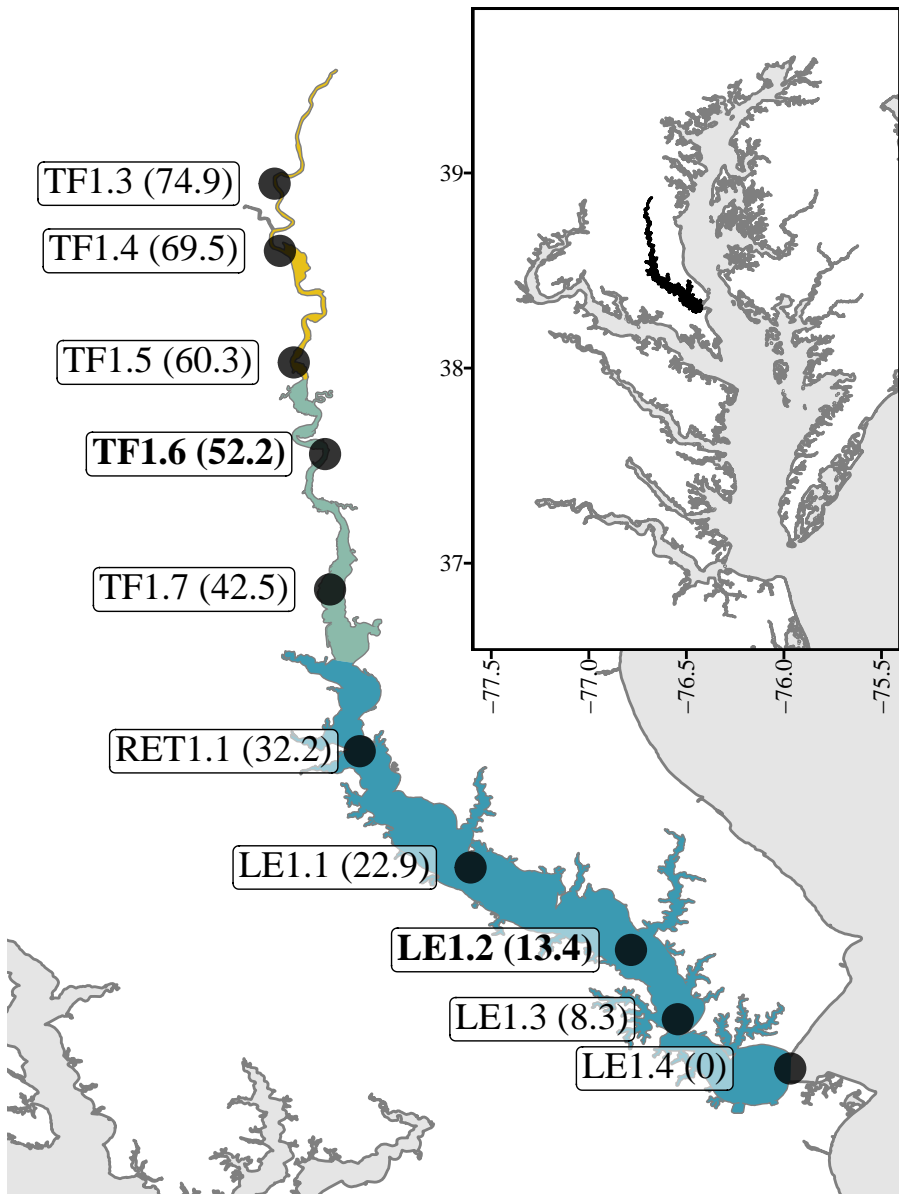 TF1.3 (74.9)
TF1.4 (69.5)
TF1.5 (60.3)
TF1.6 (52.2)
TF1.7 (42.5)
RET1.1 (32.2)
LE1.1 (22.9)
LE1.2 (13.4)
LE1.3 (8.3)
LE1.4 (0)
39
38
37
−77.5
−77.0
−76.5
−76.0
−75.5